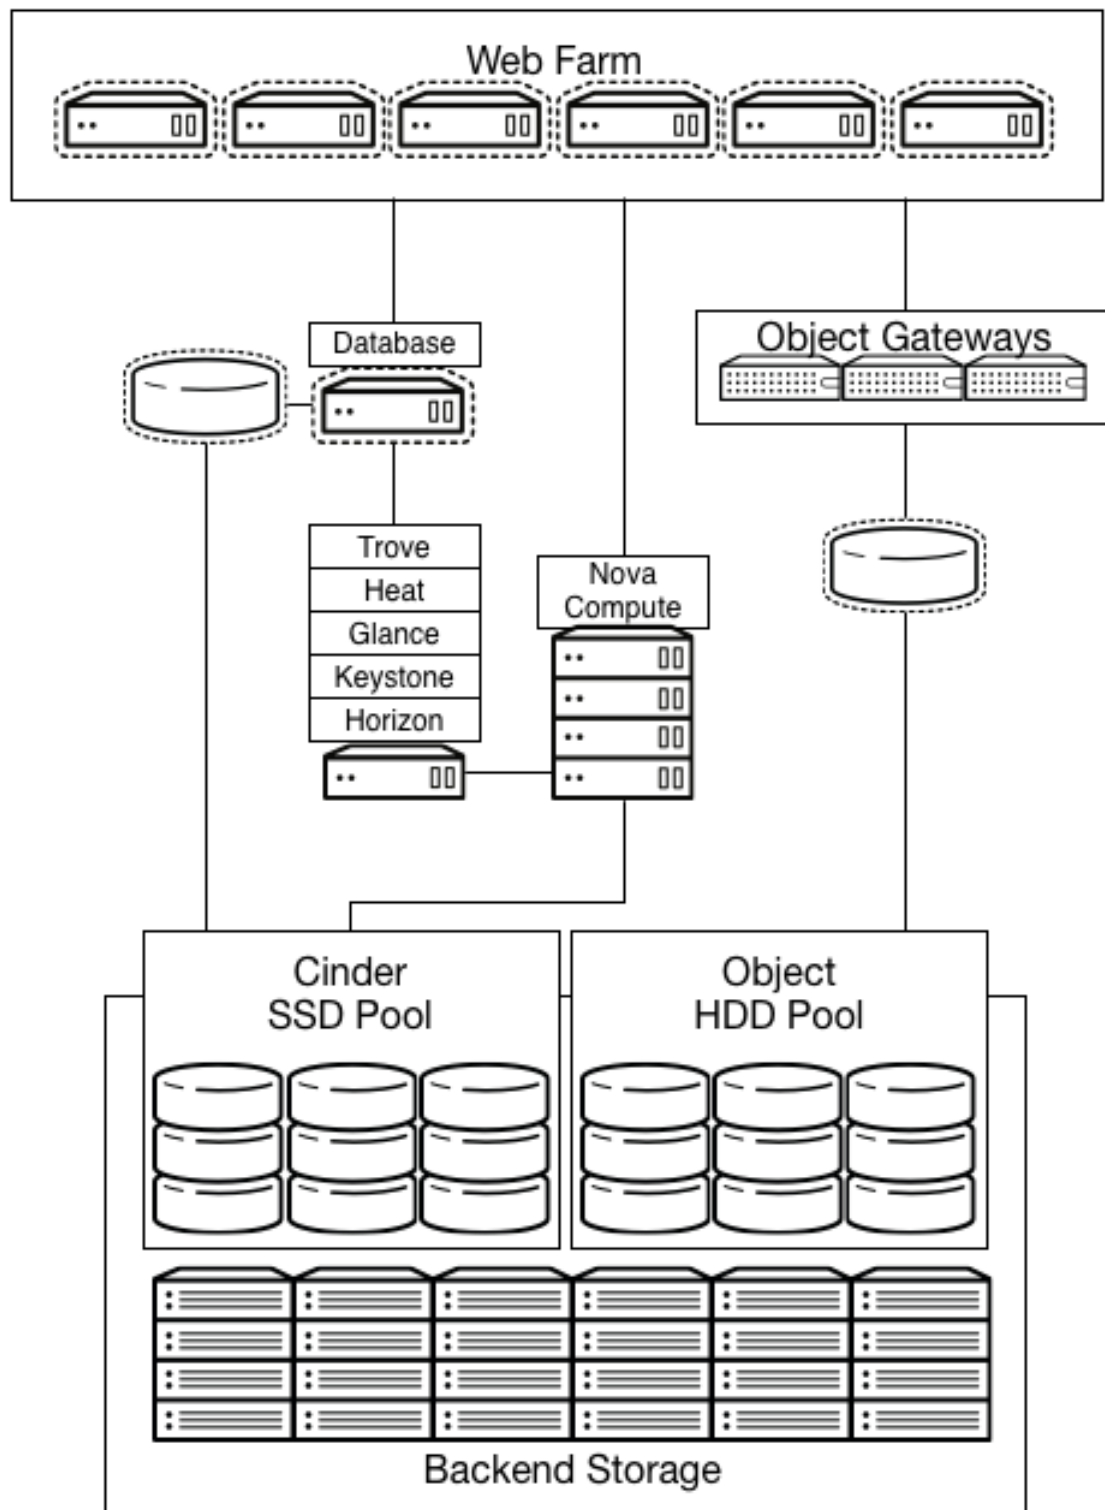 Web Farm
Database
Object Gateways
Trove
Heat
Glance
Keystone
Horizon
Nova
Compute
Cinder
SSD Pool
Object
HDD Pool
Backend Storage